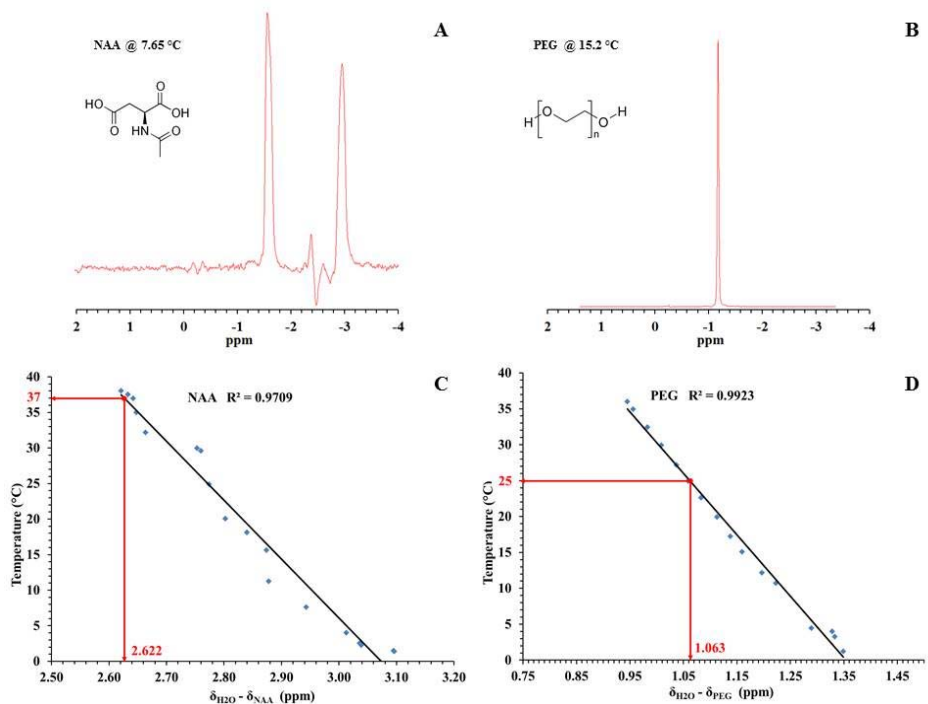 A
NAA @ 7.65 °C
HO
O
O
OH
HN
O
2 1 0 -1 -2 -3 -4
ppm
B
PEG @ 15.2 °C
H
O
O
H
n
2 1 0 -1 -2 -3 -4
ppm
C
NAA R² = 0.9709
Temperature (°C)
40
37
35
30
25
20
15
10
5
0
2.622
2.50 2.60 2.70 2.80 2.90 3.00 3.10 3.20
δH2O - δNAA (ppm)
D
PEG R² = 0.9923
Temperature (°C)
40
35
30
25
20
15
10
5
0
1.063
0.75 0.85 0.95 1.05 1.15 1.25 1.35 1.45
δH2O - δPEG (ppm)